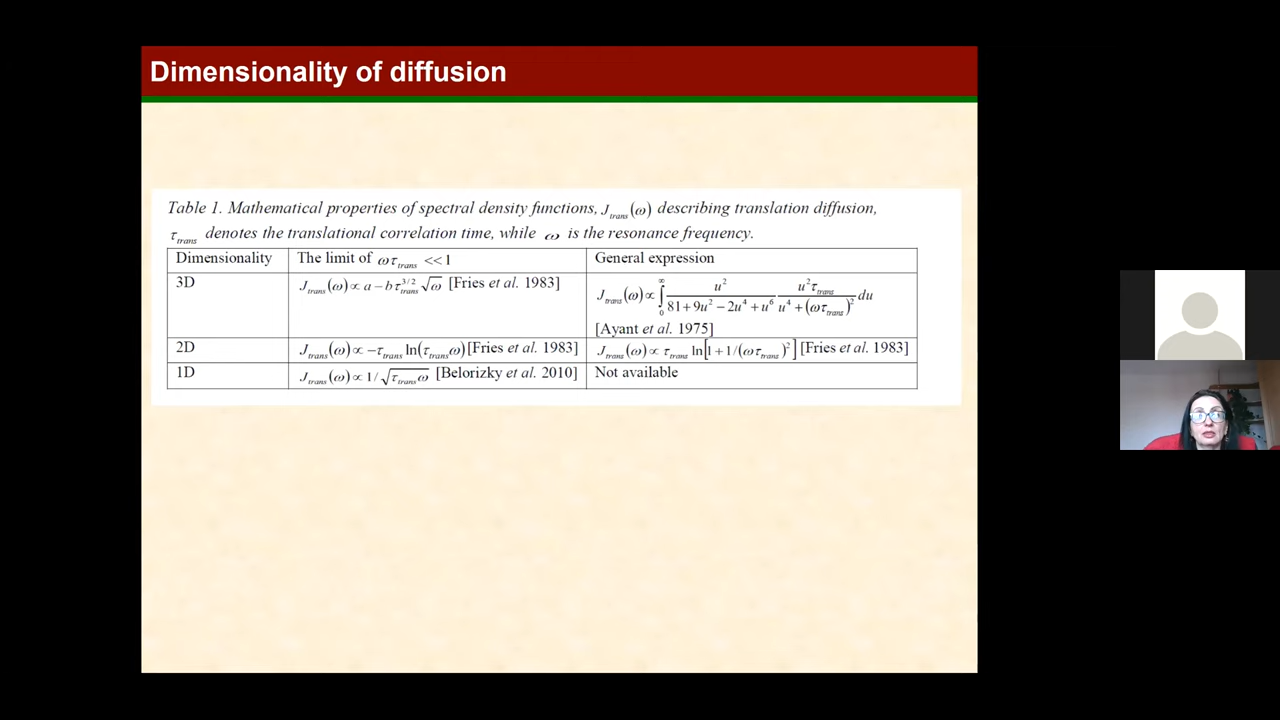 Dimensionality of diffusion
Table 1. Mathematical properties of spectral density functions, J_trans(ω) describing translation diffusion,
τ_trans denotes the translational correlation time, while ω is the resonance frequency.
Dimensionality The limit of ωτ_trans <<1 General expression
3D J_trans(ω)∝a−bτ_trans^3/2 √ω [Fries et al. 1983] J_trans(ω)∝∫_0^∞ u²/(81+9u²−2u⁴+u⁶) u²τ_trans/(u⁴+(ωτ_trans)²) du
[Ayant et al. 1975]
2D J_trans(ω)∝−τ_trans ln(τ_trans ω)[Fries et al. 1983] J_trans(ω)∝τ_trans ln[1+1/(ωτ_trans)²] [Fries et al. 1983]
1D J_trans(ω)∝1/√(τ_trans ω) [Belorizky et al. 2010] Not available